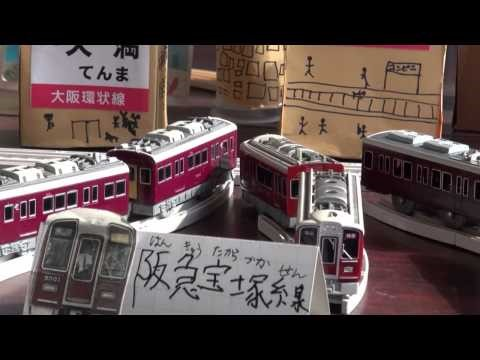 天満
てんま
大阪環状線
コンビニ
はん きゅう たから づか せん
阪急宝塚線